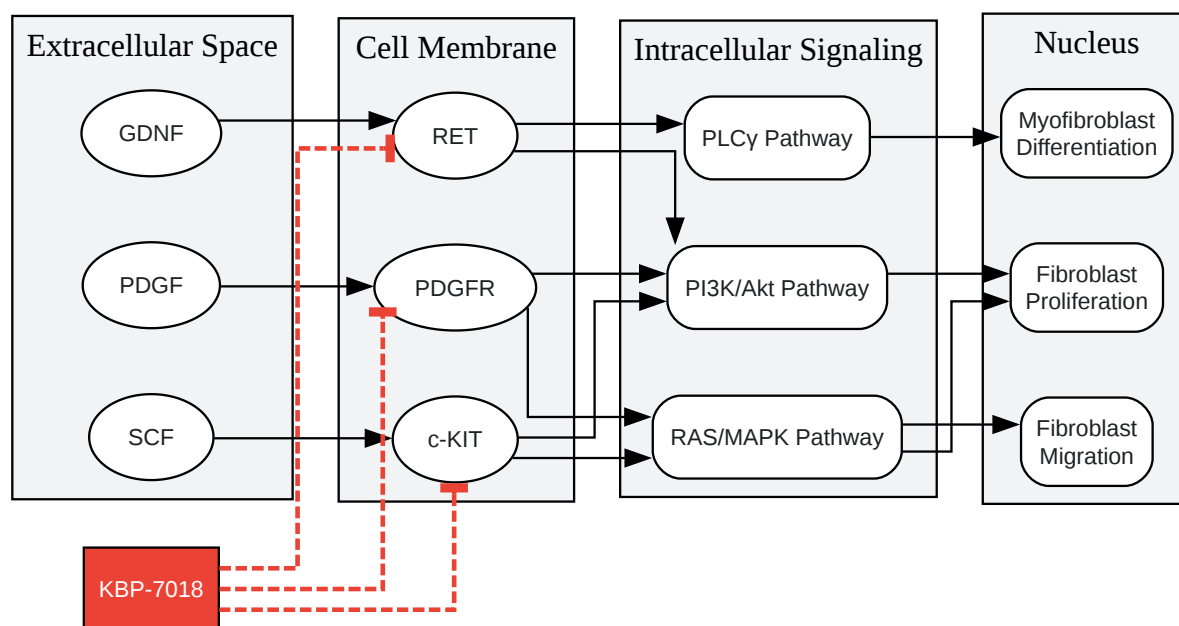 Extracellular Space
Cell Membrane
Intracellular Signaling
Nucleus
GDNF
RET
PLCγ Pathway
Myofibroblast
Differentiation
PDGF
PDGFR
PI3K/Akt Pathway
Fibroblast
Proliferation
SCF
c-KIT
RAS/MAPK Pathway
Fibroblast
Migration
KBP-7018